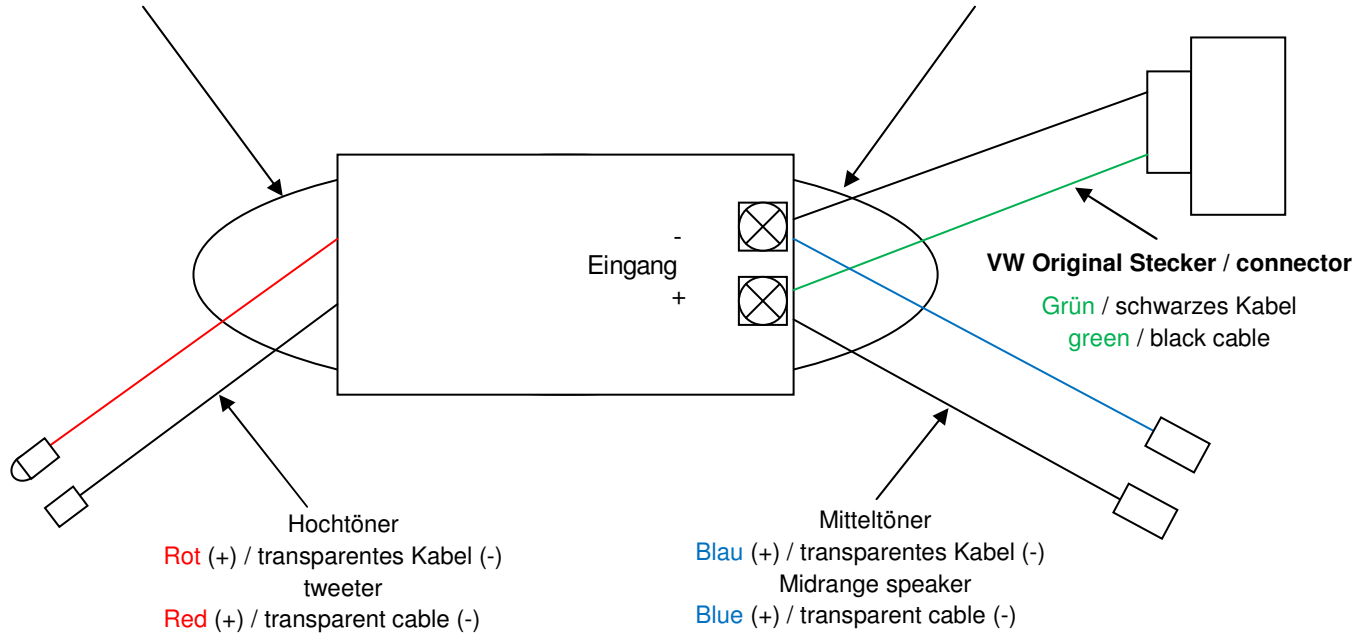 -
Eingang
+
VW Original Stecker / connector
Grün / schwarzes Kabel
green / black cable
Hochtöner
Rot (+) / transparentes Kabel (-)
tweeter
Red (+) / transparent cable (-)
Mitteltöner
Blau (+) / transparentes Kabel (-)
Midrange speaker
Blue (+) / transparent cable (-)